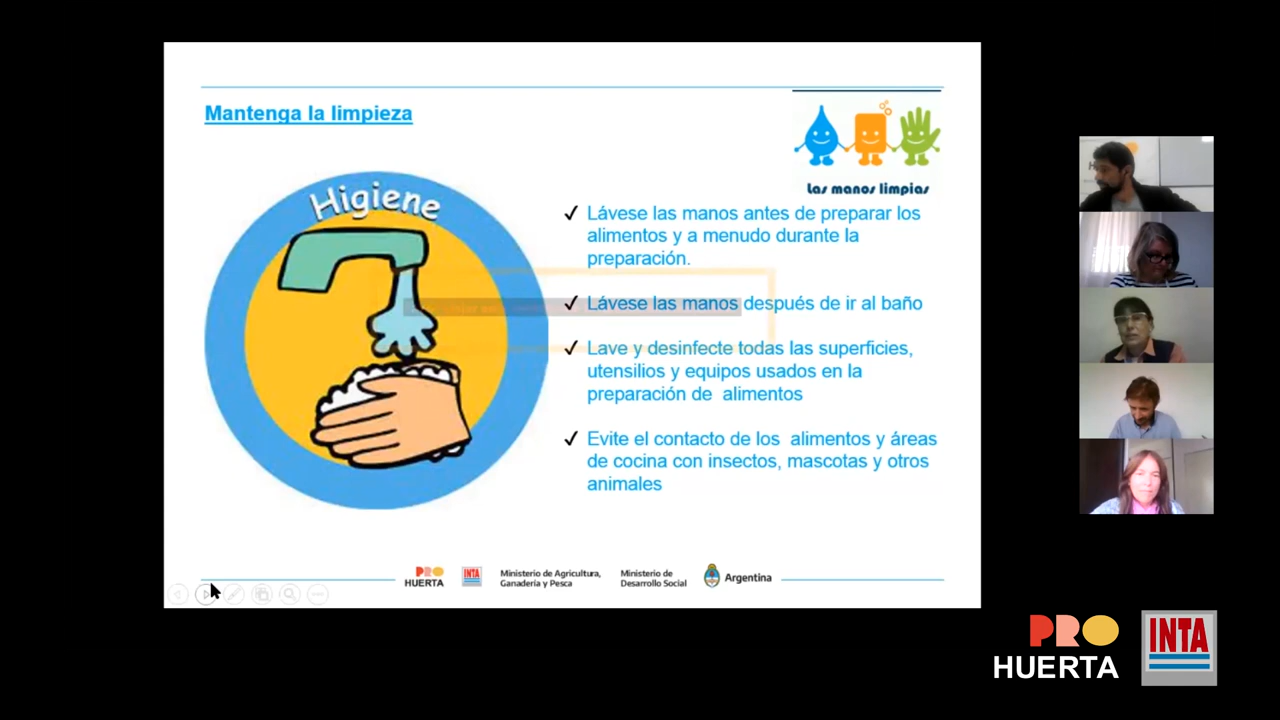 Mantenga la limpieza
Las manos limpias
Higiene
✓ Lávese las manos antes de preparar los
alimentos y a menudo durante la
preparación.
✓ Lávese las manos después de ir al baño
✓ Lave y desinfecte todas las superficies,
utensilios y equipos usados en la
preparación de alimentos
✓ Evite el contacto de los alimentos y áreas
de cocina con insectos, mascotas y otros
animales
PRO
HUERTA
INTA
Ministerio de Agricultura,
Ganadería y Pesca
Ministerio de
Desarrollo Social
Argentina
PRO
HUERTA
INTA